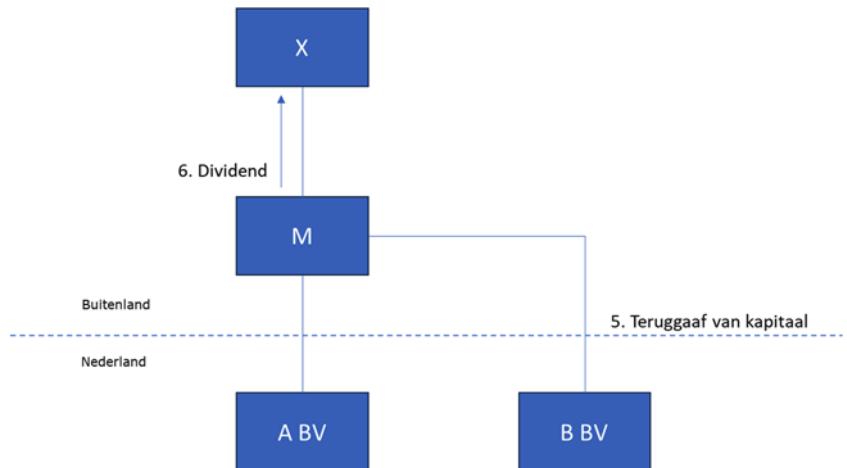 X
6. Dividend
M
Buitenland
5. Teruggaaf van kapitaal
Nederland
A BV
B BV